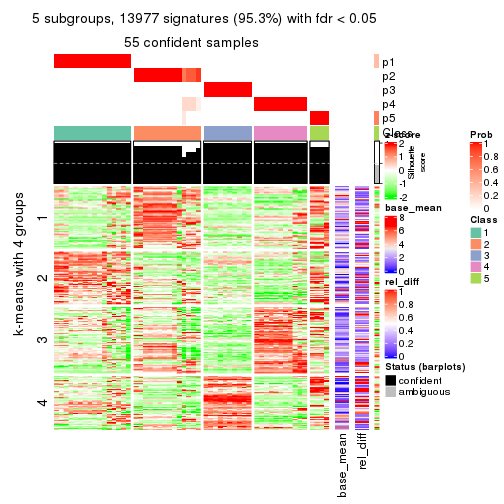 5 subgroups, 13977 signatures (95.3%) with fdr < 0.05
55 confident samples
p1
p2
p3
p4
p5
Class
z-score
2
1
0
-1
-2
Silhouette
score
Prob
1
0.8
0.6
0.4
0.2
0
Class
1
2
3
4
5
base_mean
8
6
4
2
0
rel_diff
1
0.8
0.6
0.4
0.2
0
Status (barplots)
confident
ambiguous
k-means with 4 groups
1
2
3
4
base_mean
rel_diff